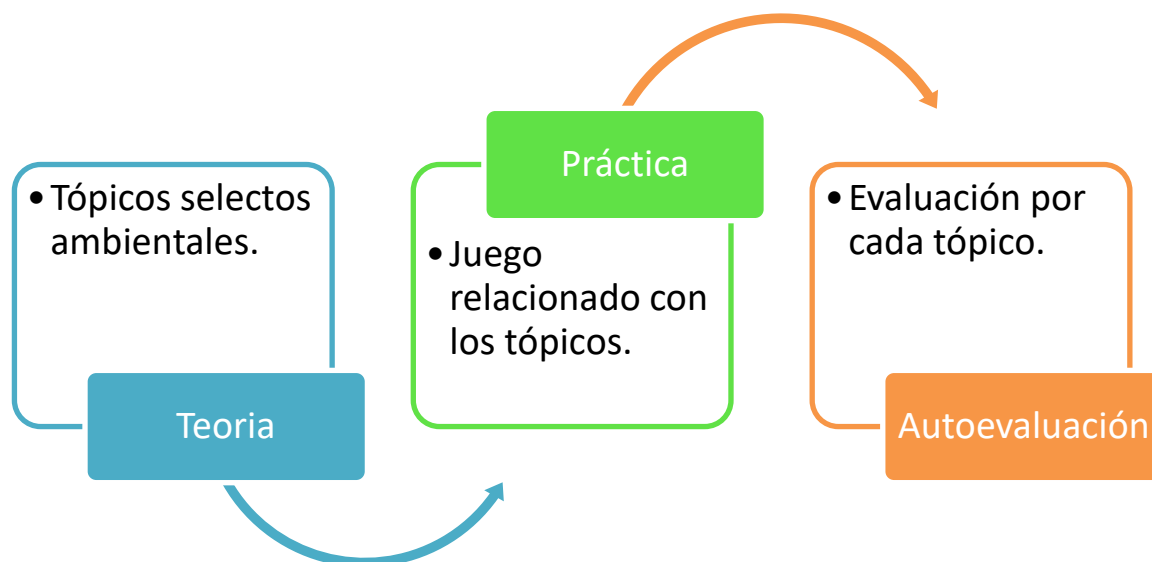 • Tópicos selectos
ambientales.
Teoria
Práctica
• Juego
relacionado con
los tópicos.
• Evaluación por
cada tópico.
Autoevaluación